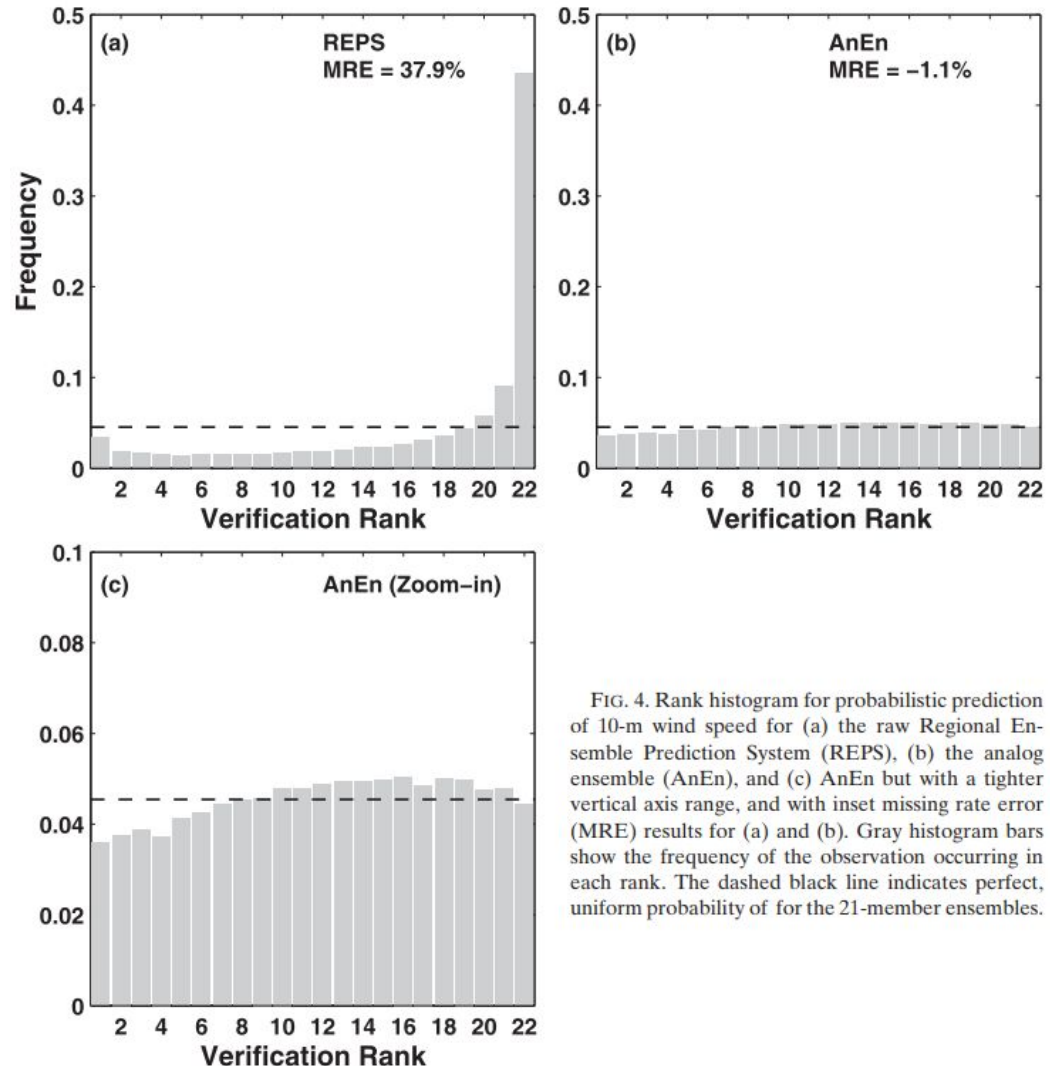 0.5
(a)
REPS
MRE = 37.9%
0.4
0.3
0.2
0.1
0
Frequency
2 4 6 8 10 12 14 16 18 20 22
Verification Rank
0.5
(b)
AnEn
MRE = −1.1%
0.4
0.3
0.2
0.1
0
2 4 6 8 10 12 14 16 18 20 22
Verification Rank
0.1
(c)
AnEn (Zoom−in)
0.08
0.06
0.04
0.02
0
2 4 6 8 10 12 14 16 18 20 22
Verification Rank
FIG. 4. Rank histogram for probabilistic prediction
of 10-m wind speed for (a) the raw Regional En-
semble Prediction System (REPS), (b) the analog
ensemble (AnEn), and (c) AnEn but with a tighter
vertical axis range, and with inset missing rate error
(MRE) results for (a) and (b). Gray histogram bars
show the frequency of the observation occurring in
each rank. The dashed black line indicates perfect,
uniform probability of for the 21-member ensembles.